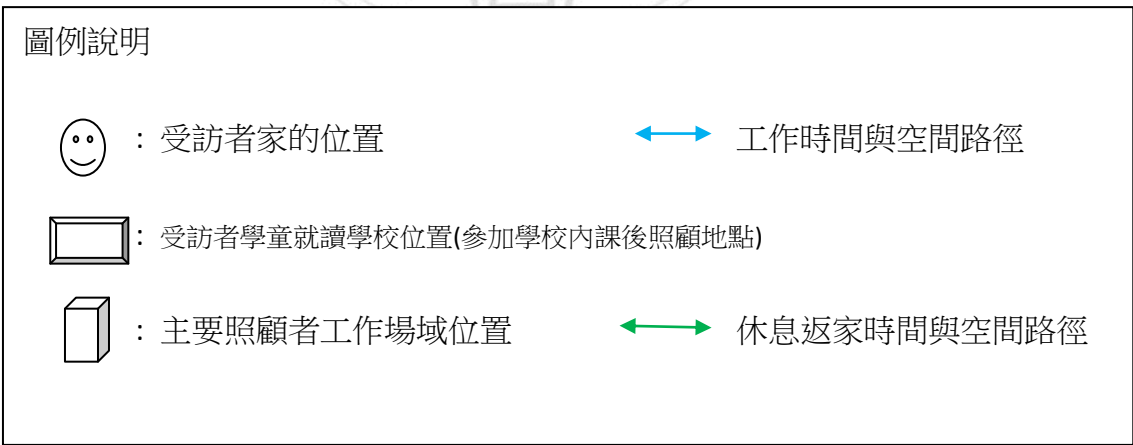 圖例說明
：受訪者家的位置
工作時間與空間路徑
：受訪者學童就讀學校位置(參加學校內課後照顧地點)
：主要照顧者工作場域位置
休息返家時間與空間路徑